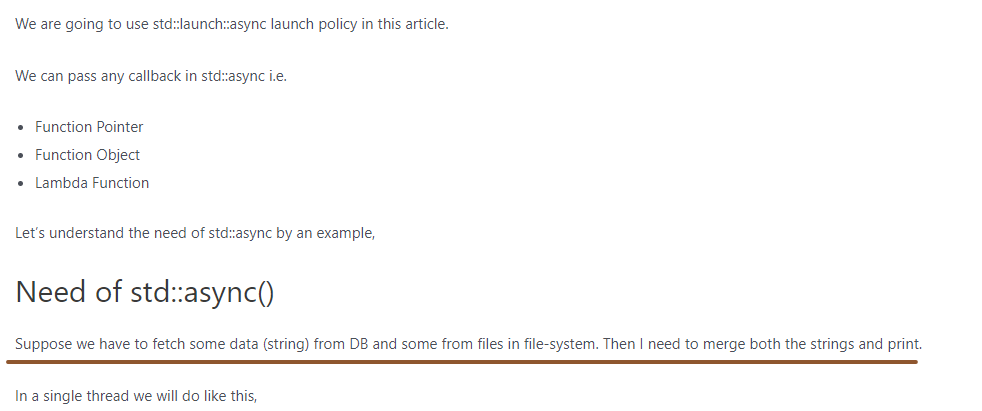 We are going to use std::launch::async launch policy in this article.
We can pass any callback in std::async i.e.
Function Pointer
Function Object
Lambda Function
Let’s understand the need of std::async by an example,
Need of std::async()
Suppose we have to fetch some data (string) from DB and some from files in file-system. Then I need to merge both the strings and print.
In a single thread we will do like this,